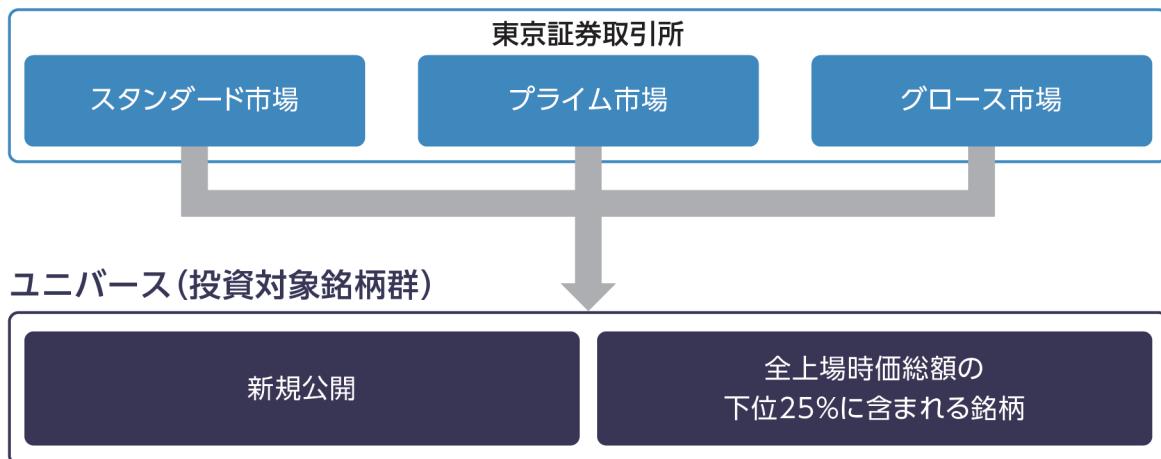 東京証券取引所
スタンダード市場
プライム市場
グロース市場
ユニバース(投資対象銘柄群)
新規公開
全上場時価総額の
下位25%に含まれる銘柄